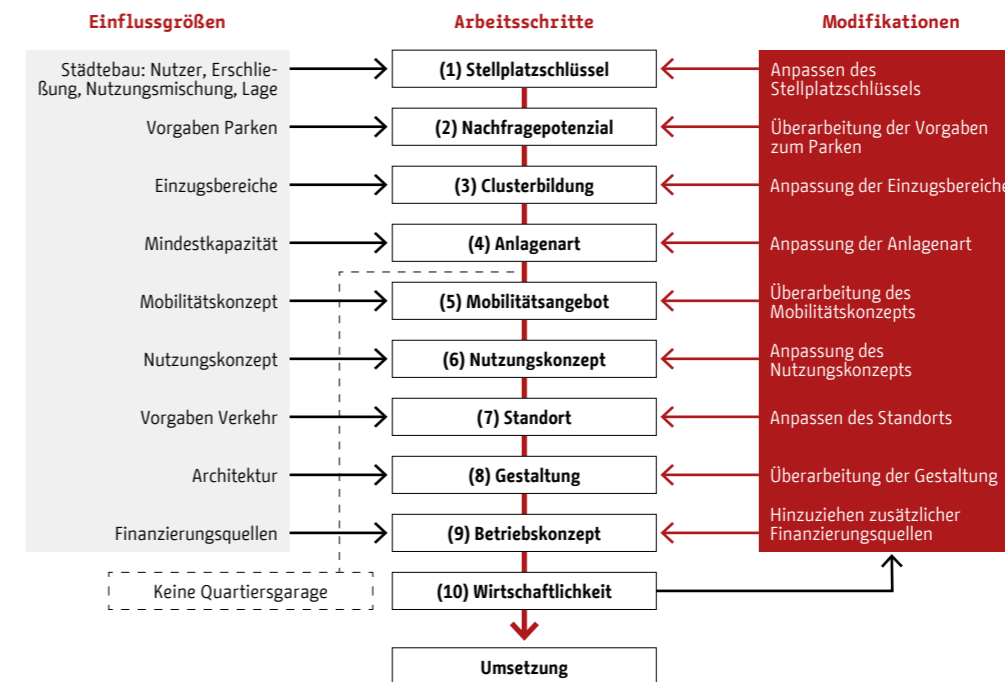 Einflussgrößen
Arbeitsschritte
Modifikationen
Städtebau: Nutzer, Erschlie-
ßung, Nutzungsmischung, Lage
(1) Stellplatzschlüssel
Anpassen des
Stellplatzschlüssels
Vorgaben Parken
(2) Nachfragepotenzial
Überarbeitung der Vorgaben
zum Parken
Einzugsbereiche
(3) Clusterbildung
Anpassung der Einzugsbereiche
Mindestkapazität
(4) Anlagenart
Anpassung der Anlagenart
Mobilitätskonzept
(5) Mobilitätsangebot
Überarbeitung des
Mobilitätskonzepts
Nutzungskonzept
(6) Nutzungskonzept
Anpassung des
Nutzungskonzepts
Vorgaben Verkehr
(7) Standort
Anpassen des Standorts
Architektur
(8) Gestaltung
Überarbeitung der Gestaltung
Finanzierungsquellen
(9) Betriebskonzept
Hinzuziehen zusätzlicher
Finanzierungsquellen
Keine Quartiersgarage
(10) Wirtschaftlichkeit
Umsetzung